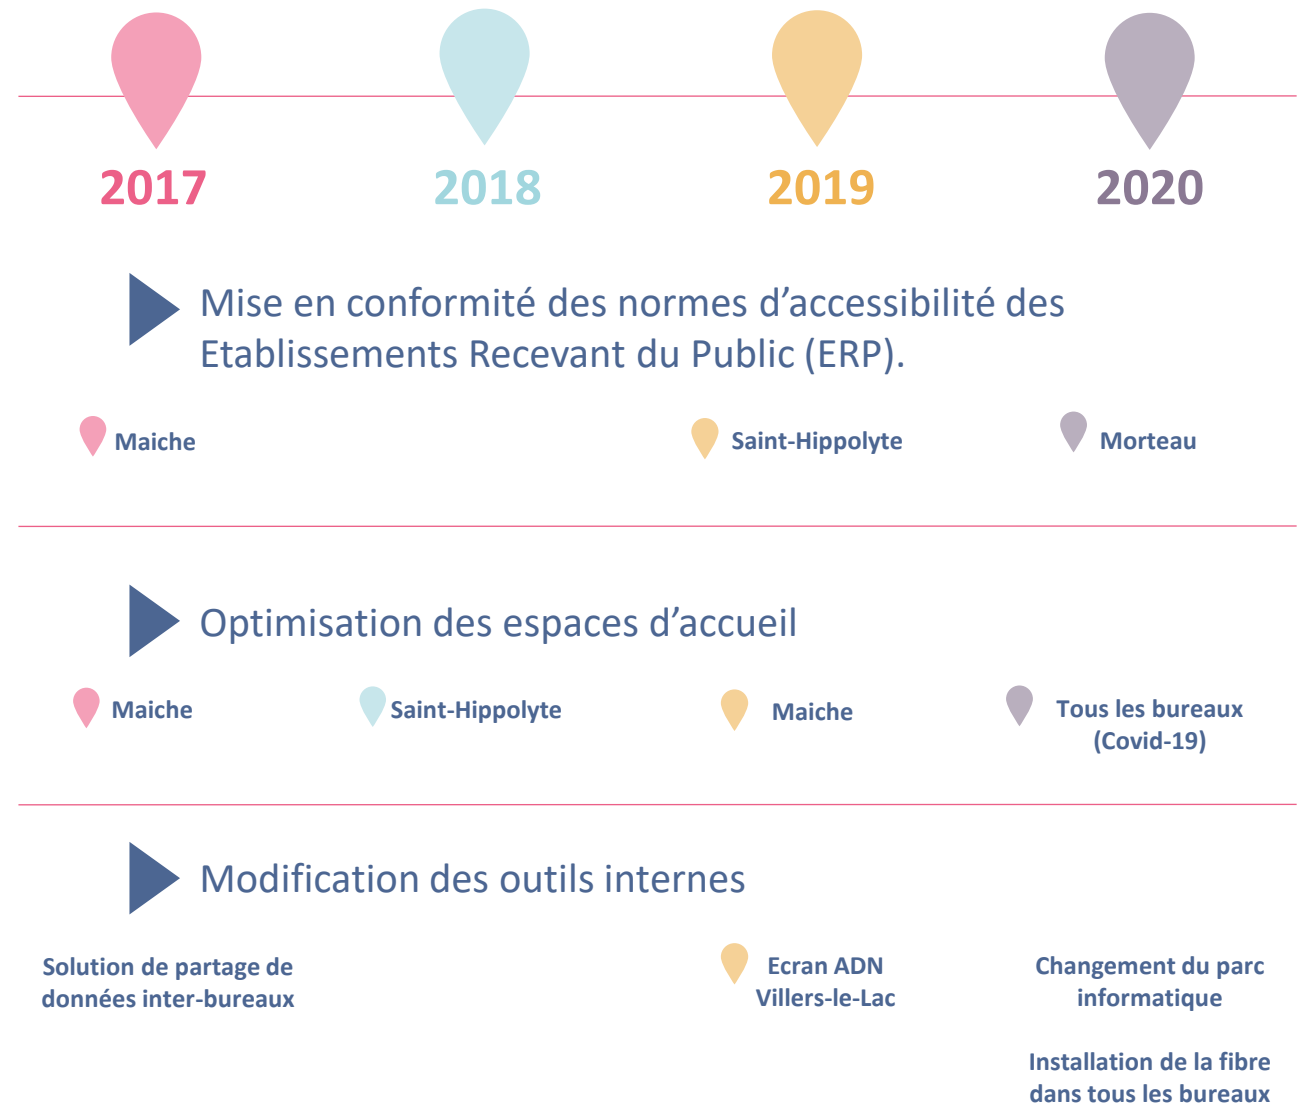 2017
2018
2019
2020
Mise en conformité des normes d’accessibilité des
Etablissements Recevant du Public (ERP).
Maiche
Saint-Hippolyte
Morteau
Optimisation des espaces d’accueil
Maiche
Saint-Hippolyte
Maiche
Tous les bureaux
(Covid-19)
Modification des outils internes
Solution de partage de
données inter-bureaux
Ecran ADN
Villers-le-Lac
Changement du parc
informatique
Installation de la fibre
dans tous les bureaux